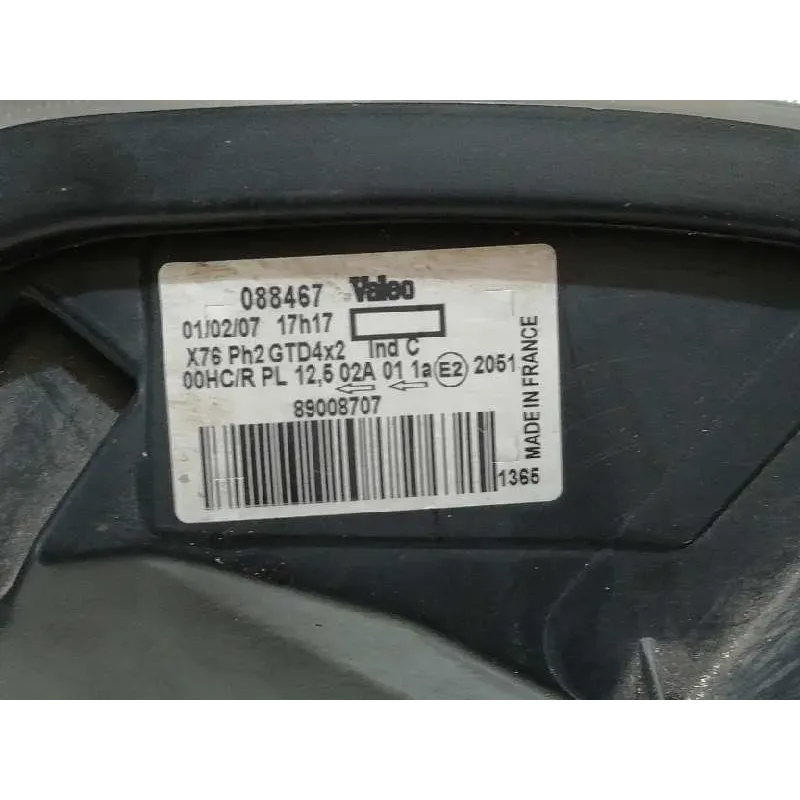 088467 Valeo
01/02/07 17h17
X76 Ph2 GTD4x2 Ind C
00HC/R PL 12,5 02A 01 1a E2 2051
89008707
1365
MADE IN FRANCE